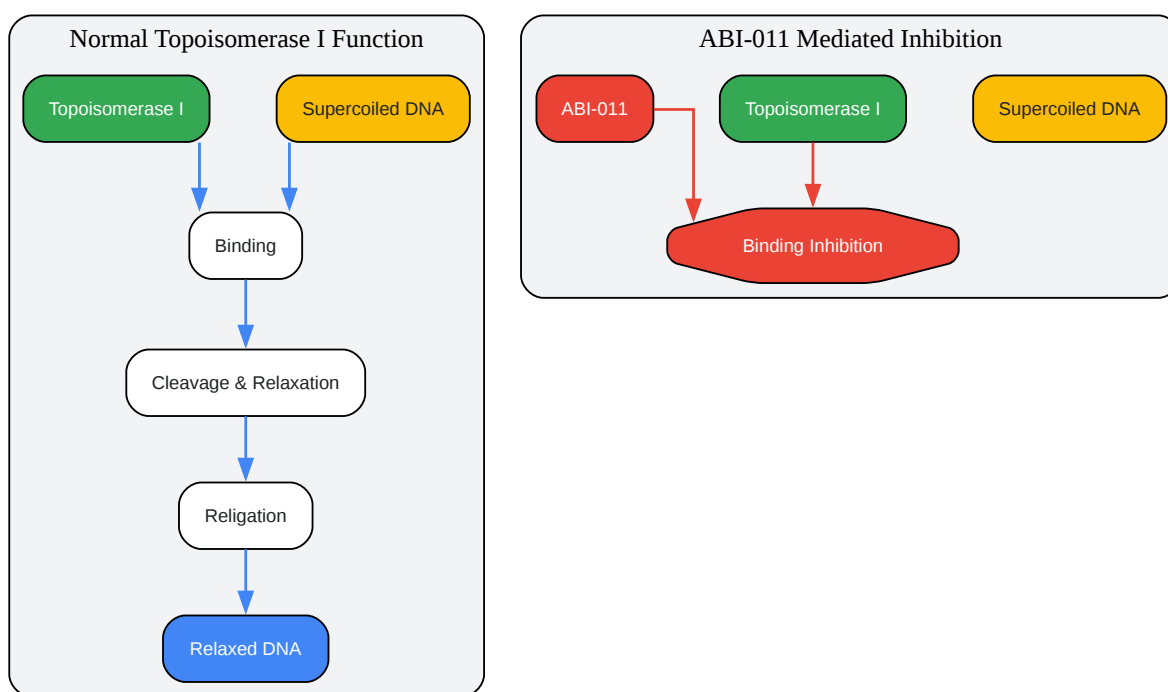 Normal Topoisomerase I Function
Topoisomerase I
Supercoiled DNA
Binding
Cleavage & Relaxation
Religation
Relaxed DNA
ABI-011 Mediated Inhibition
ABI-011
Topoisomerase I
Supercoiled DNA
Binding Inhibition